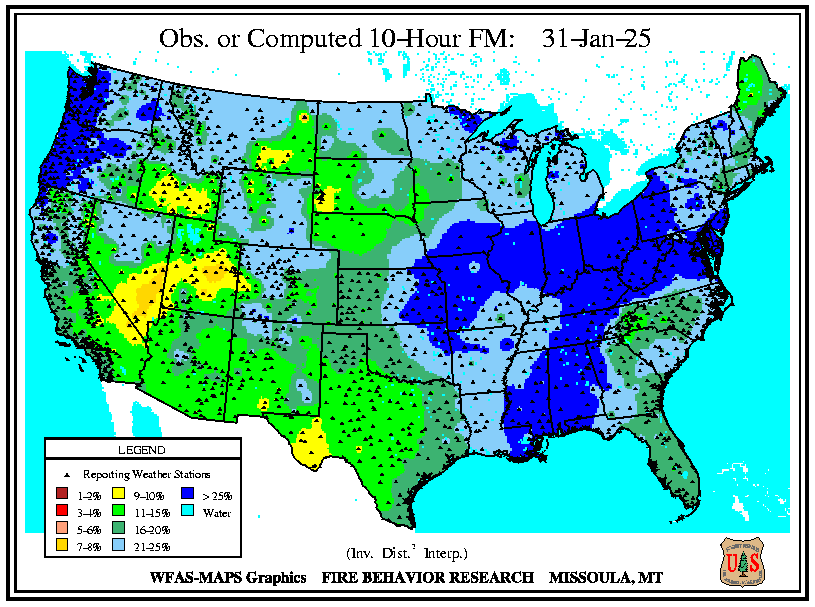 Obs. or Computed 10-Hour FM: 31-Jan-25
LEGEND
Reporting Weather Stations
1-2% 9-10% > 25%
3-4% 11-15% Water
5-6% 16-20%
7-8% 21-25%
(Inv. Dist.² Interp.)
WFAS-MAPS Graphics FIRE BEHAVIOR RESEARCH MISSOULA, MT
U S